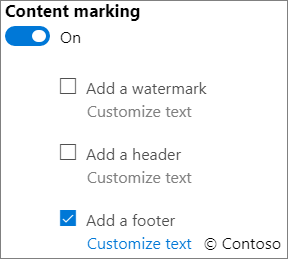 Content marking
On
Add a watermark
Customize text
Add a header
Customize text
Add a footer
Customize text © Contoso